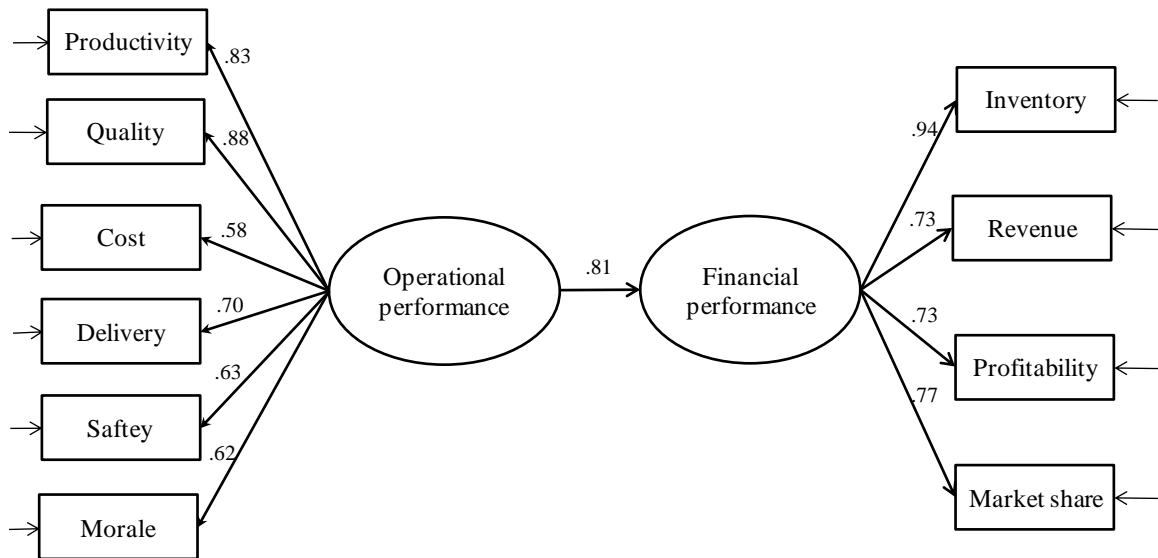 Productivity
.83
Quality
.88
Cost
.58
Delivery
.70
Saftey
.63
Morale
.62
Operational
performance
.81
Financial
performance
.94
Inventory
.73
Revenue
.73
Profitability
.77
Market share